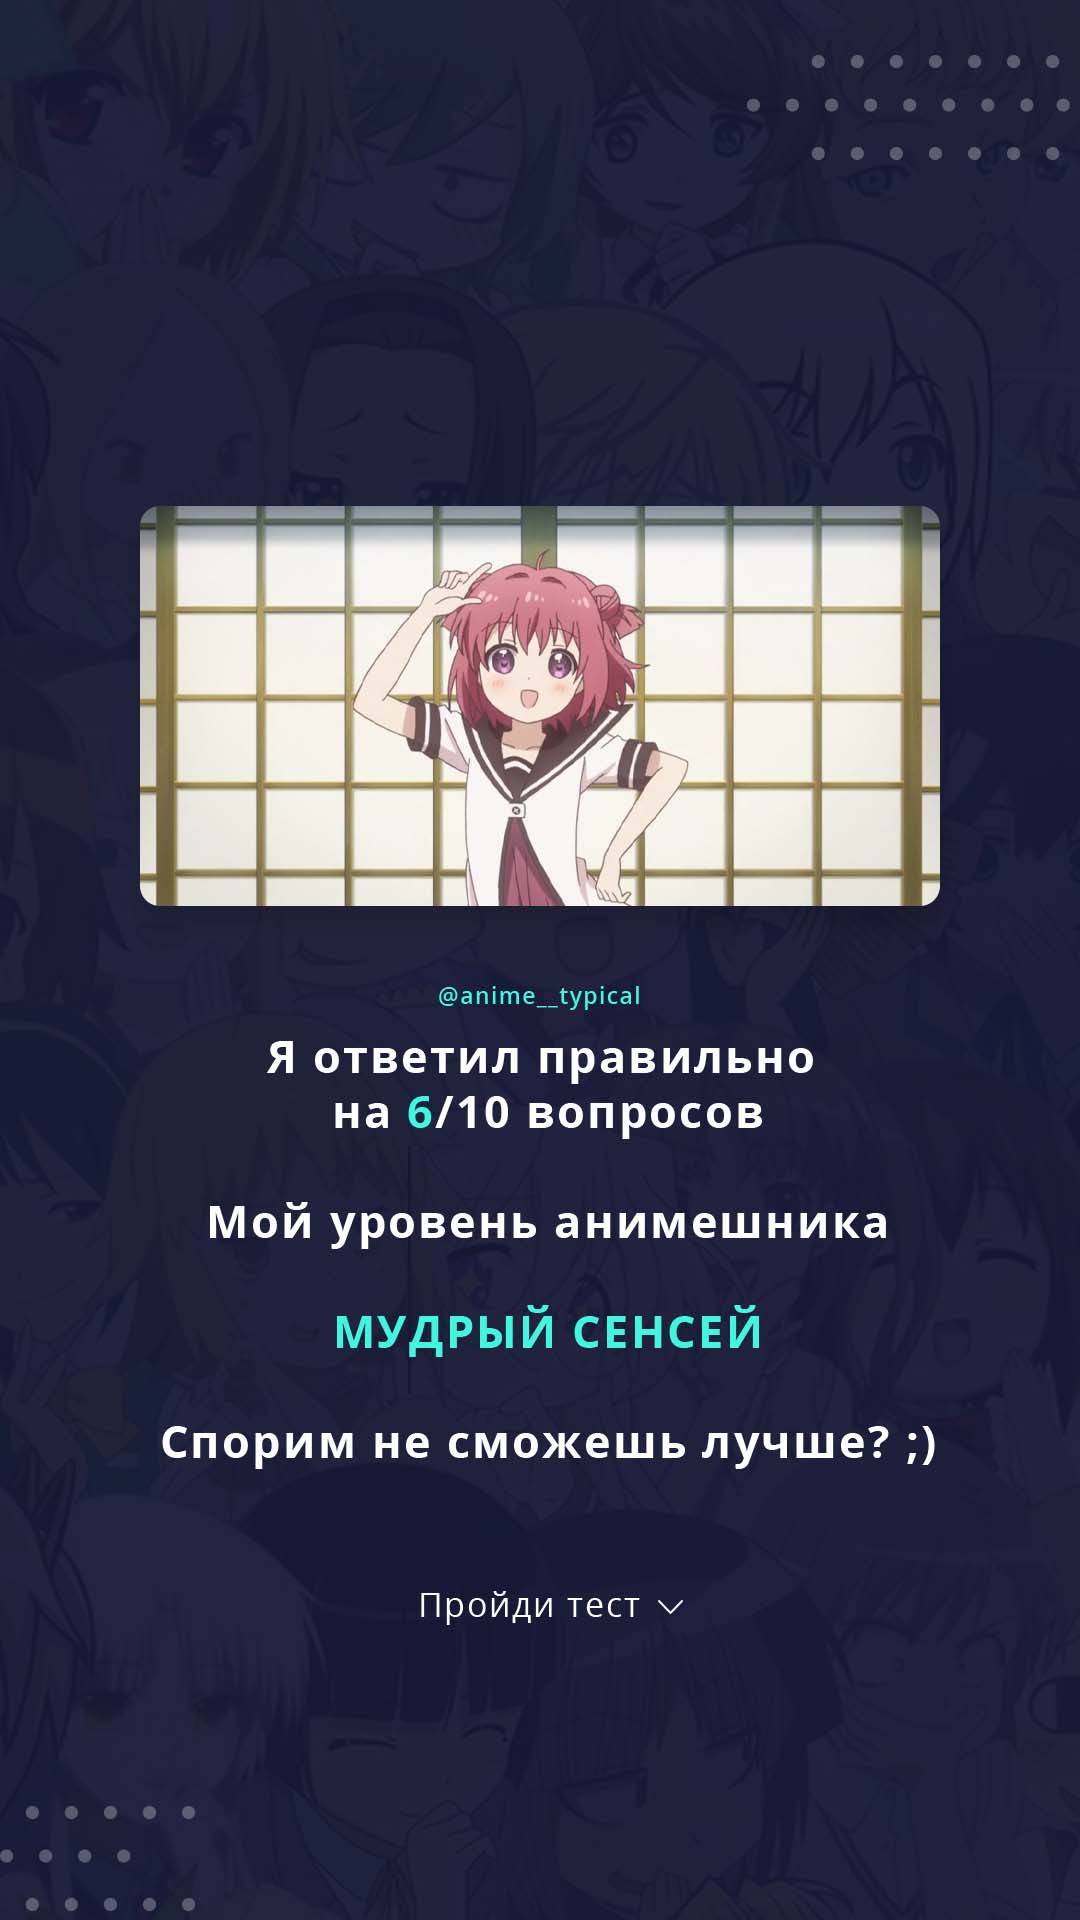 @anime__typical
Я ответил правильно
на 6/10 вопросов
Мой уровень анимешника
МУДРЫЙ СЕНСЕЙ
Спорим не сможешь лучше? ;)
Пройди тест